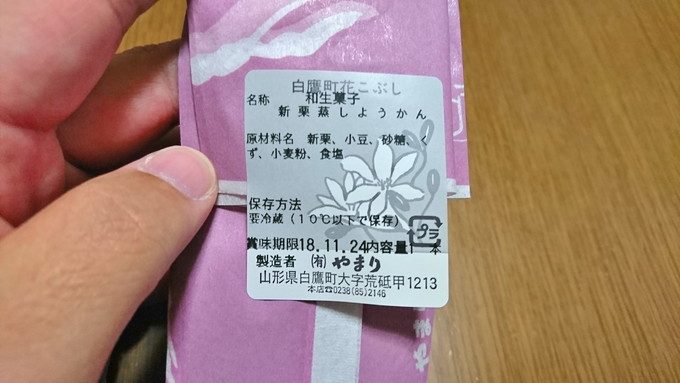 白鷹町花こぶし
名称 和生菓子
新栗蒸しようかん
原材料名 新栗、小豆、砂糖、く
ず、小麦粉、食塩
保存方法
要冷蔵(10℃以下で保存)
プラ
賞味期限18.11.24内容量1 本
製造者 ㈲やまり
山形県白鷹町大字荒砥甲1213
本店☎0238(85)2146
やま